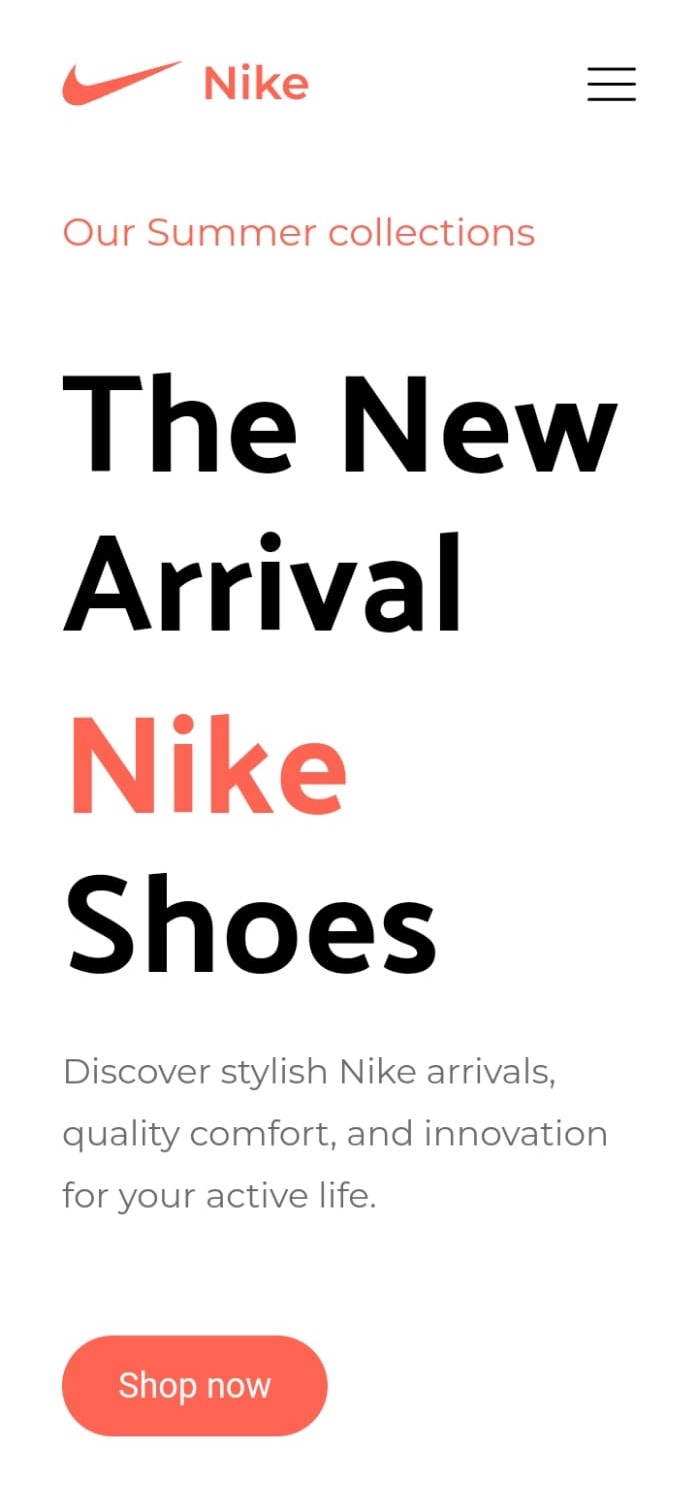 Nike
Our Summer collections
The New
Arrival
Nike
Shoes
Discover stylish Nike arrivals,
quality comfort, and innovation
for your active life.
Shop now